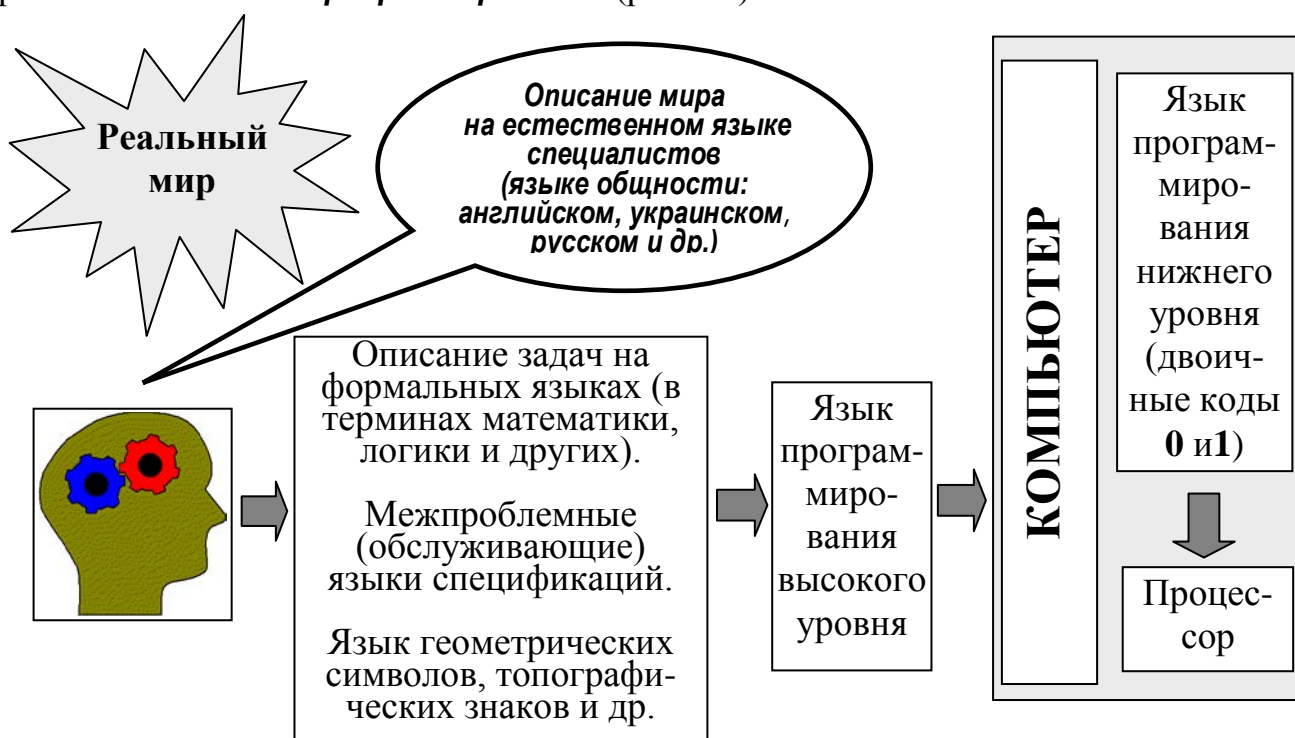 Реальный
мир
Описание мира
на естественном языке
специалистов
(языке общности:
английском, украинском,
русском и др.)
Описание задач на
формальных языках (в
терминах математики,
логики и других).
Межпроблемные
(обслуживающие)
языки спецификаций.
Язык геометрических
символов, топографи-
ческих знаков и др.
Язык
програм-
миро-
вания
высокого
уровня
КОМПЬЮТЕР
Язык
програм-
миро-
вания
нижнего
уровня
(двоич-
ные коды
0 и1)
Процес-
сор